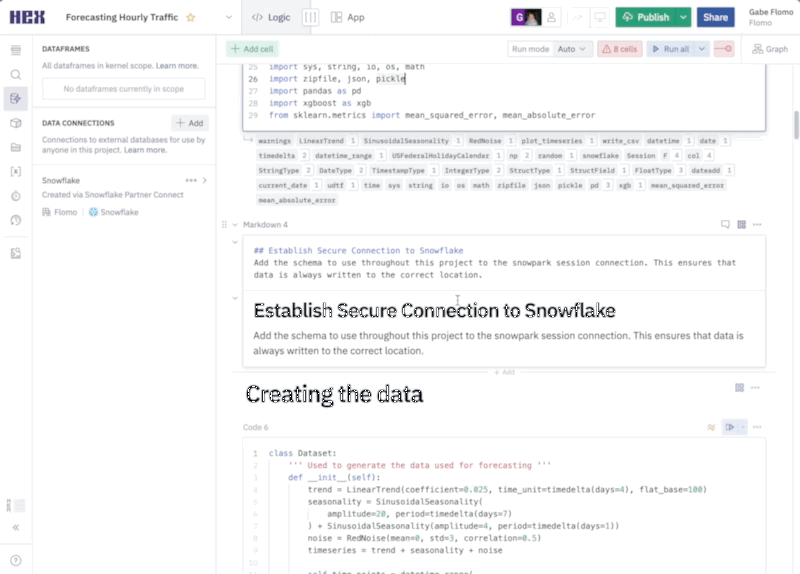 HEX
Forecasting Hourly Traffic
Logic
App
G
Publish
Share
Gabe Flomo
Flomo
DATAFRAMES
All dataframes in kernel scope. Learn more.
No dataframes currently in scope
DATA CONNECTIONS
Add
Connections to external databases for use by
anyone in this project. Learn more.
Snowflake
Created via Snowflake Partner Connect
Flomo
Snowflake
Add cell
Run mode
Auto
8 cells
Run all
Graph
25 import sys, string, io, os, math
26 import zipfile, json, pickle
27 import pandas as pd
28 import xgboost as xgb
29 from sklearn.metrics import mean_squared_error, mean_absolute_error
warnings LinearTrend 1 SinusoidalSeasonality 1 RedNoise 1 plot_timeseries 1 write_csv datetime 1 date 1
timedelta 2 datetime_range 1 USFederalHolidayCalendar 1 np 2 random 1 snowflake Session F 4 col 4
StringType 2 DateType 2 TimestampType 1 IntegerType 2 StructType 1 StructField 1 FloatType 3 dateadd 1
current_date 1 udtf 1 time sys string io os math zipfile json pickle pd 3 xgb 1 mean_squared_error
mean_absolute_error
Markdown 4
## Establish Secure Connection to Snowflake
Add the schema to use throughout this project to the snowpark session connection. This ensures that
data is always written to the correct location.
Establish Secure Connection to Snowflake
Add the schema to use throughout this project to the snowpark session connection. This ensures that data is
always written to the correct location.
Add
Creating the data
Code 6
1 class Dataset:
2 ''' Used to generate the data used for forecasting '''
3 def __init__(self):
4 trend = LinearTrend(coefficient=0.025, time_unit=timedelta(days=4), flat_base=100)
5 seasonality = SinusoidalSeasonality(
6 amplitude=20, period=timedelta(days=7)
7 ) + SinusoidalSeasonality(amplitude=4, period=timedelta(days=1))
8 noise = RedNoise(mean=0, std=3, correlation=0.5)
9 timeseries = trend + seasonality + noise
10